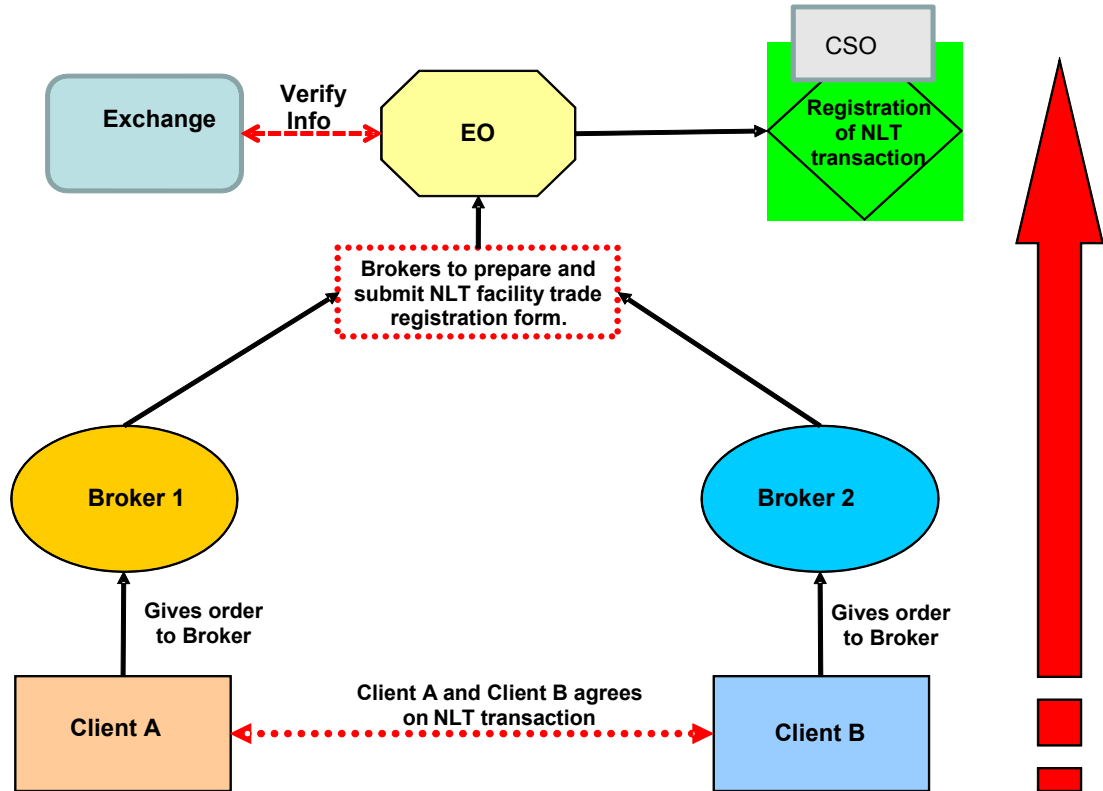 CSO
Exchange
Verify
Info
EO
Registration
of NLT
transaction
Brokers to prepare and
submit NLT facility trade
registration form.
Broker 1
Broker 2
Gives order
to Broker
Gives order
to Broker
Client A
Client A and Client B agrees
on NLT transaction
Client B